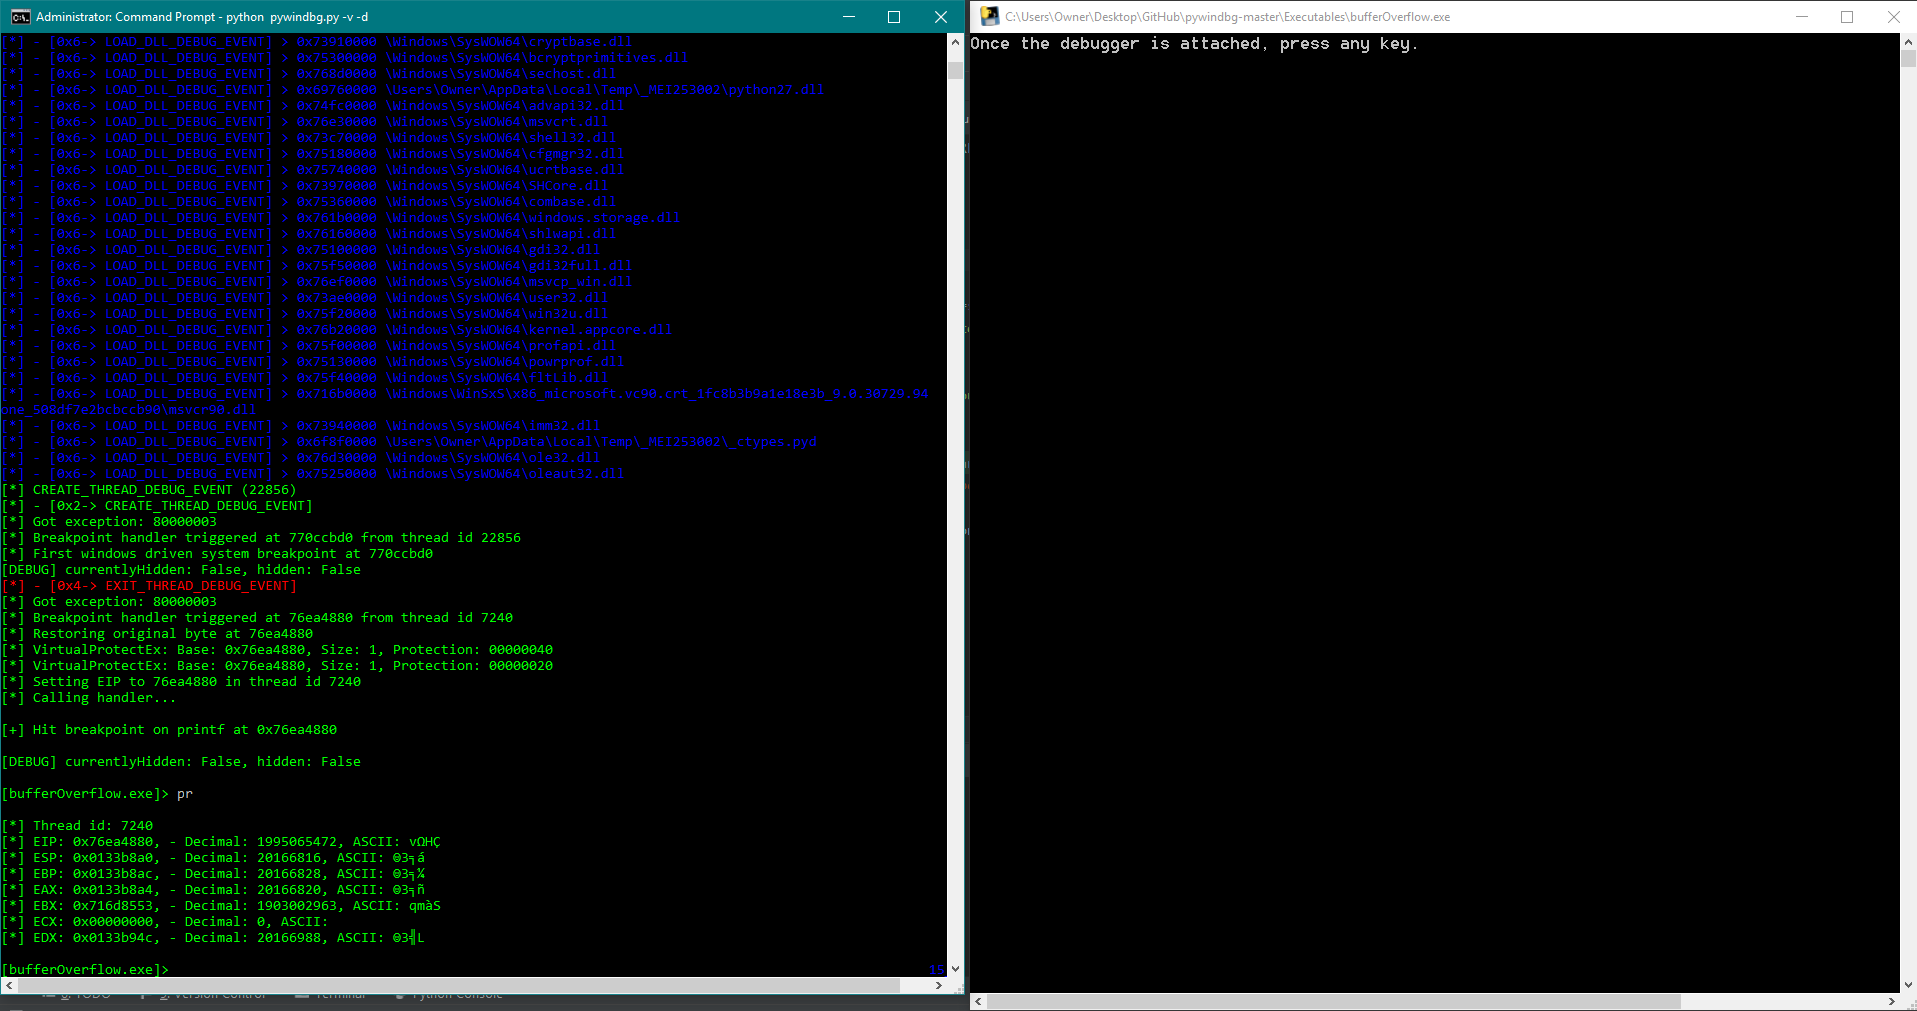 Administrator: Command Prompt - python  pywindbg.py -v -d
[*] - [0x6-> LOAD_DLL_DEBUG_EVENT] > 0x73910000 \Windows\SysWOW64\cryptbase.dll
[*] - [0x6-> LOAD_DLL_DEBUG_EVENT] > 0x75300000 \Windows\SysWOW64\bcryptprimitives.dll
[*] - [0x6-> LOAD_DLL_DEBUG_EVENT] > 0x768d0000 \Windows\SysWOW64\sechost.dll
[*] - [0x6-> LOAD_DLL_DEBUG_EVENT] > 0x69760000 \Users\Owner\AppData\Local\Temp\_MEI253002\python27.dll
[*] - [0x6-> LOAD_DLL_DEBUG_EVENT] > 0x74fc0000 \Windows\SysWOW64\advapi32.dll
[*] - [0x6-> LOAD_DLL_DEBUG_EVENT] > 0x76e30000 \Windows\SysWOW64\msvcrt.dll
[*] - [0x6-> LOAD_DLL_DEBUG_EVENT] > 0x73c70000 \Windows\SysWOW64\shell32.dll
[*] - [0x6-> LOAD_DLL_DEBUG_EVENT] > 0x75180000 \Windows\SysWOW64\cfgmgr32.dll
[*] - [0x6-> LOAD_DLL_DEBUG_EVENT] > 0x75740000 \Windows\SysWOW64\ucrtbase.dll
[*] - [0x6-> LOAD_DLL_DEBUG_EVENT] > 0x73970000 \Windows\SysWOW64\SHCore.dll
[*] - [0x6-> LOAD_DLL_DEBUG_EVENT] > 0x75360000 \Windows\SysWOW64\combase.dll
[*] - [0x6-> LOAD_DLL_DEBUG_EVENT] > 0x761b0000 \Windows\SysWOW64\windows.storage.dll
[*] - [0x6-> LOAD_DLL_DEBUG_EVENT] > 0x76160000 \Windows\SysWOW64\shlwapi.dll
[*] - [0x6-> LOAD_DLL_DEBUG_EVENT] > 0x75100000 \Windows\SysWOW64\gdi32.dll
[*] - [0x6-> LOAD_DLL_DEBUG_EVENT] > 0x75f50000 \Windows\SysWOW64\gdi32full.dll
[*] - [0x6-> LOAD_DLL_DEBUG_EVENT] > 0x76ef0000 \Windows\SysWOW64\msvcp_win.dll
[*] - [0x6-> LOAD_DLL_DEBUG_EVENT] > 0x73ae0000 \Windows\SysWOW64\user32.dll
[*] - [0x6-> LOAD_DLL_DEBUG_EVENT] > 0x75f20000 \Windows\SysWOW64\win32u.dll
[*] - [0x6-> LOAD_DLL_DEBUG_EVENT] > 0x76b20000 \Windows\SysWOW64\kernel.appcore.dll
[*] - [0x6-> LOAD_DLL_DEBUG_EVENT] > 0x75f00000 \Windows\SysWOW64\profapi.dll
[*] - [0x6-> LOAD_DLL_DEBUG_EVENT] > 0x75130000 \Windows\SysWOW64\powrprof.dll
[*] - [0x6-> LOAD_DLL_DEBUG_EVENT] > 0x75f40000 \Windows\SysWOW64\fltLib.dll
[*] - [0x6-> LOAD_DLL_DEBUG_EVENT] > 0x716b0000 \Windows\WinSxS\x86_microsoft.vc90.crt_1fc8b3b9a1e18e3b_9.0.30729.94
one_508df7e2bcbccb90\msvcr90.dll
[*] - [0x6-> LOAD_DLL_DEBUG_EVENT] > 0x73940000 \Windows\SysWOW64\imm32.dll
[*] - [0x6-> LOAD_DLL_DEBUG_EVENT] > 0x6f8f0000 \Users\Owner\AppData\Local\Temp\_MEI253002\_ctypes.pyd
[*] - [0x6-> LOAD_DLL_DEBUG_EVENT] > 0x76d30000 \Windows\SysWOW64\ole32.dll
[*] - [0x6-> LOAD_DLL_DEBUG_EVENT] > 0x75250000 \Windows\SysWOW64\oleaut32.dll
[*] CREATE_THREAD_DEBUG_EVENT (22856)
[*] - [0x2-> CREATE_THREAD_DEBUG_EVENT]
[*] Got exception: 80000003
[*] Breakpoint handler triggered at 770ccbd0 from thread id 22856
[*] First windows driven system breakpoint at 770ccbd0
[DEBUG] currentlyHidden: False, hidden: False
[*] - [0x4-> EXIT_THREAD_DEBUG_EVENT]
[*] Got exception: 80000003
[*] Breakpoint handler triggered at 76ea4880 from thread id 7240
[*] Restoring original byte at 76ea4880
[*] VirtualProtectEx: Base: 0x76ea4880, Size: 1, Protection: 00000040
[*] VirtualProtectEx: Base: 0x76ea4880, Size: 1, Protection: 00000020
[*] Setting EIP to 76ea4880 in thread id 7240
[*] Calling handler...
[+] Hit breakpoint on printf at 0x76ea4880
[DEBUG] currentlyHidden: False, hidden: False
[bufferOverflow.exe]> pr
[*] Thread id: 7240
[*] EIP: 0x76ea4880, - Decimal: 1995065472, ASCII: vΩHÇ
[*] ESP: 0x0133b8a0, - Decimal: 20166816, ASCII: ☺3╕á
[*] EBP: 0x0133b8ac, - Decimal: 20166828, ASCII: ☺3╕¼
[*] EAX: 0x0133b8a4, - Decimal: 20166820, ASCII: ☺3╕ñ
[*] EBX: 0x716d8553, - Decimal: 1903002963, ASCII: qmàS
[*] ECX: 0x00000000, - Decimal: 0, ASCII:
[*] EDX: 0x0133b94c, - Decimal: 20166988, ASCII: ☺3╣L
[bufferOverflow.exe]>
15
C:\Users\Owner\Desktop\GitHub\pywindbg-master\Executables\bufferOverflow.exe
Once the debugger is attached, press any key.